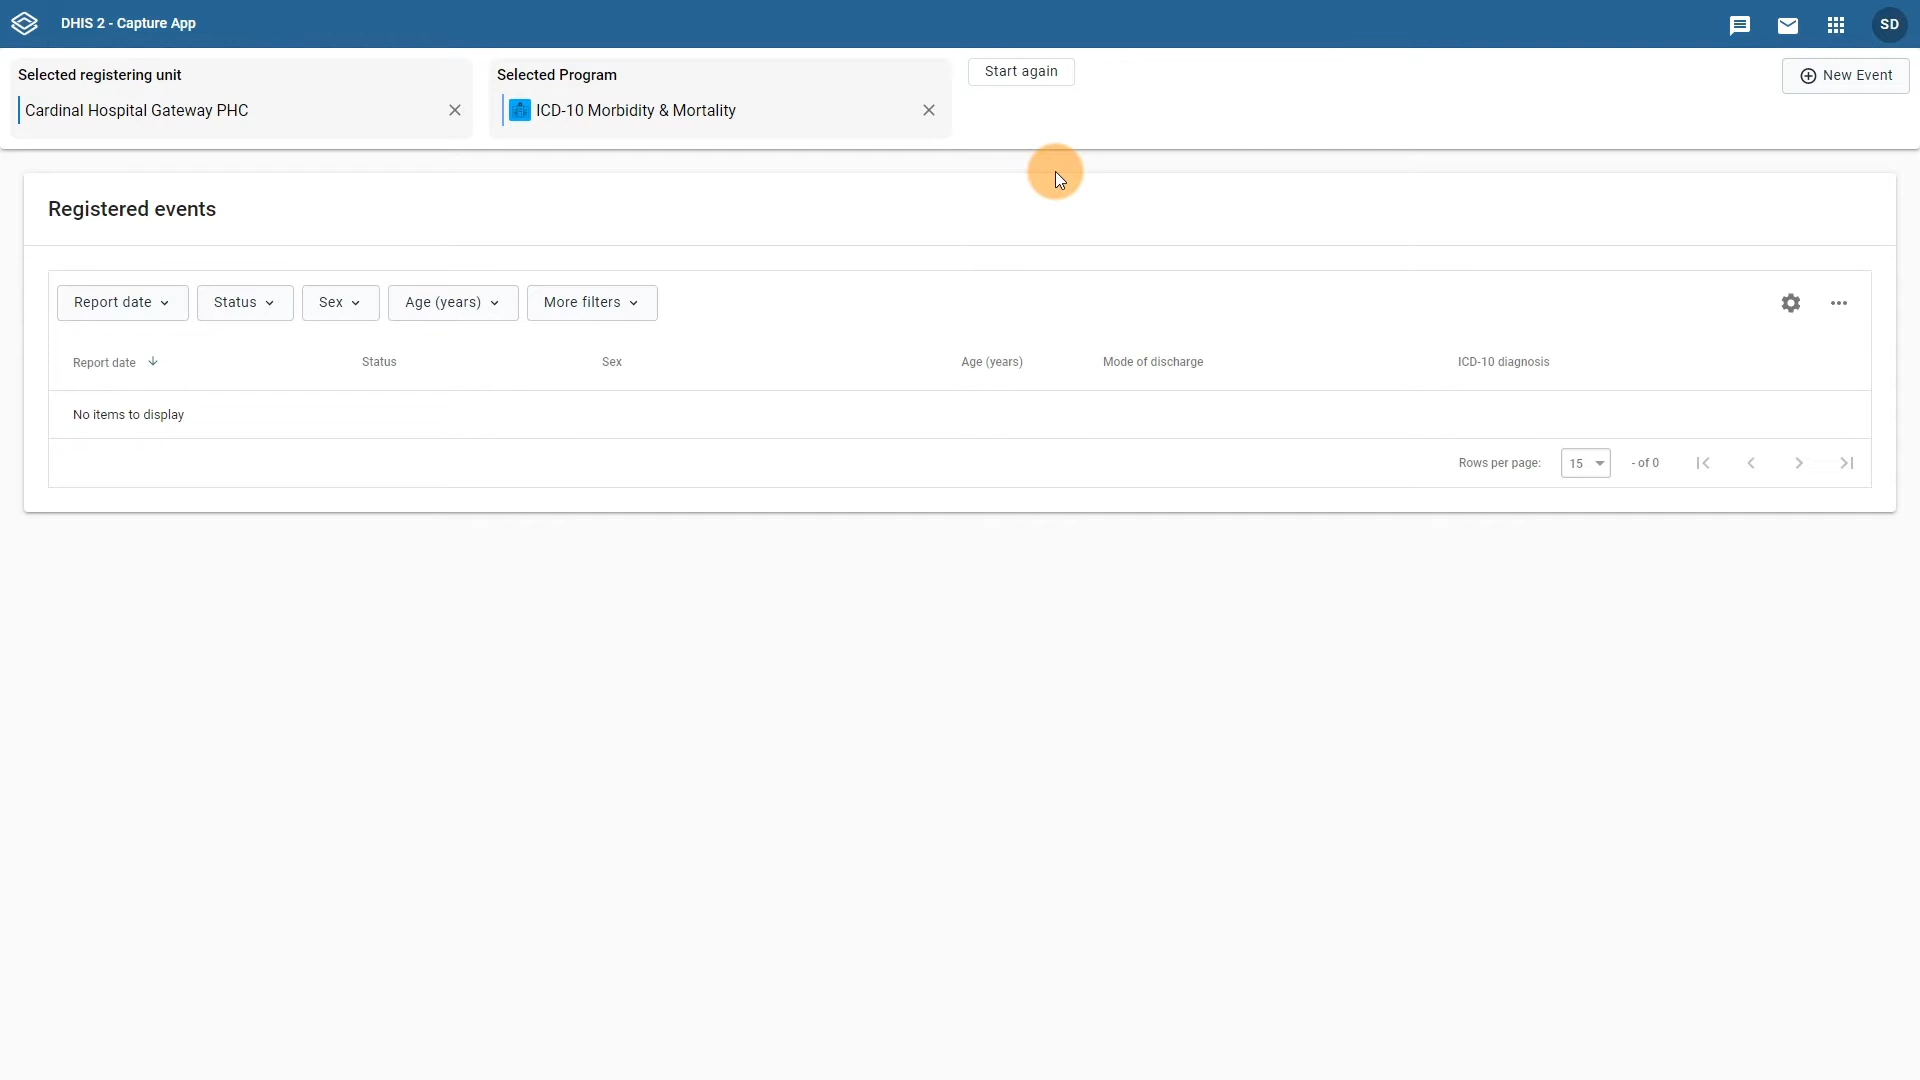 DHIS 2 - Capture App
SD
Selected registering unit
Cardinal Hospital Gateway PHC
Selected Program
ICD-10 Morbidity & Mortality
Start again
New Event
Registered events
Report date
Status
Sex
Age (years)
More filters
Report date
Status
Sex
Age (years)
Mode of discharge
ICD-10 diagnosis
No items to display
Rows per page:
15
- of 0